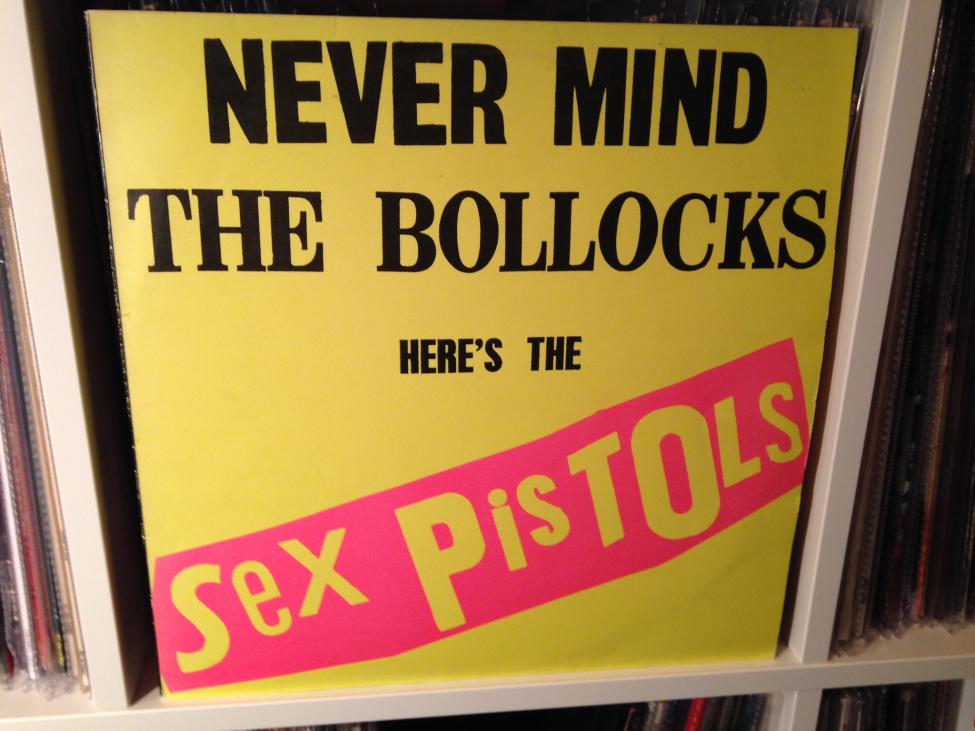 NEVER MIND
THE BOLLOCKS
HERE'S THE
Sex PisTOLS